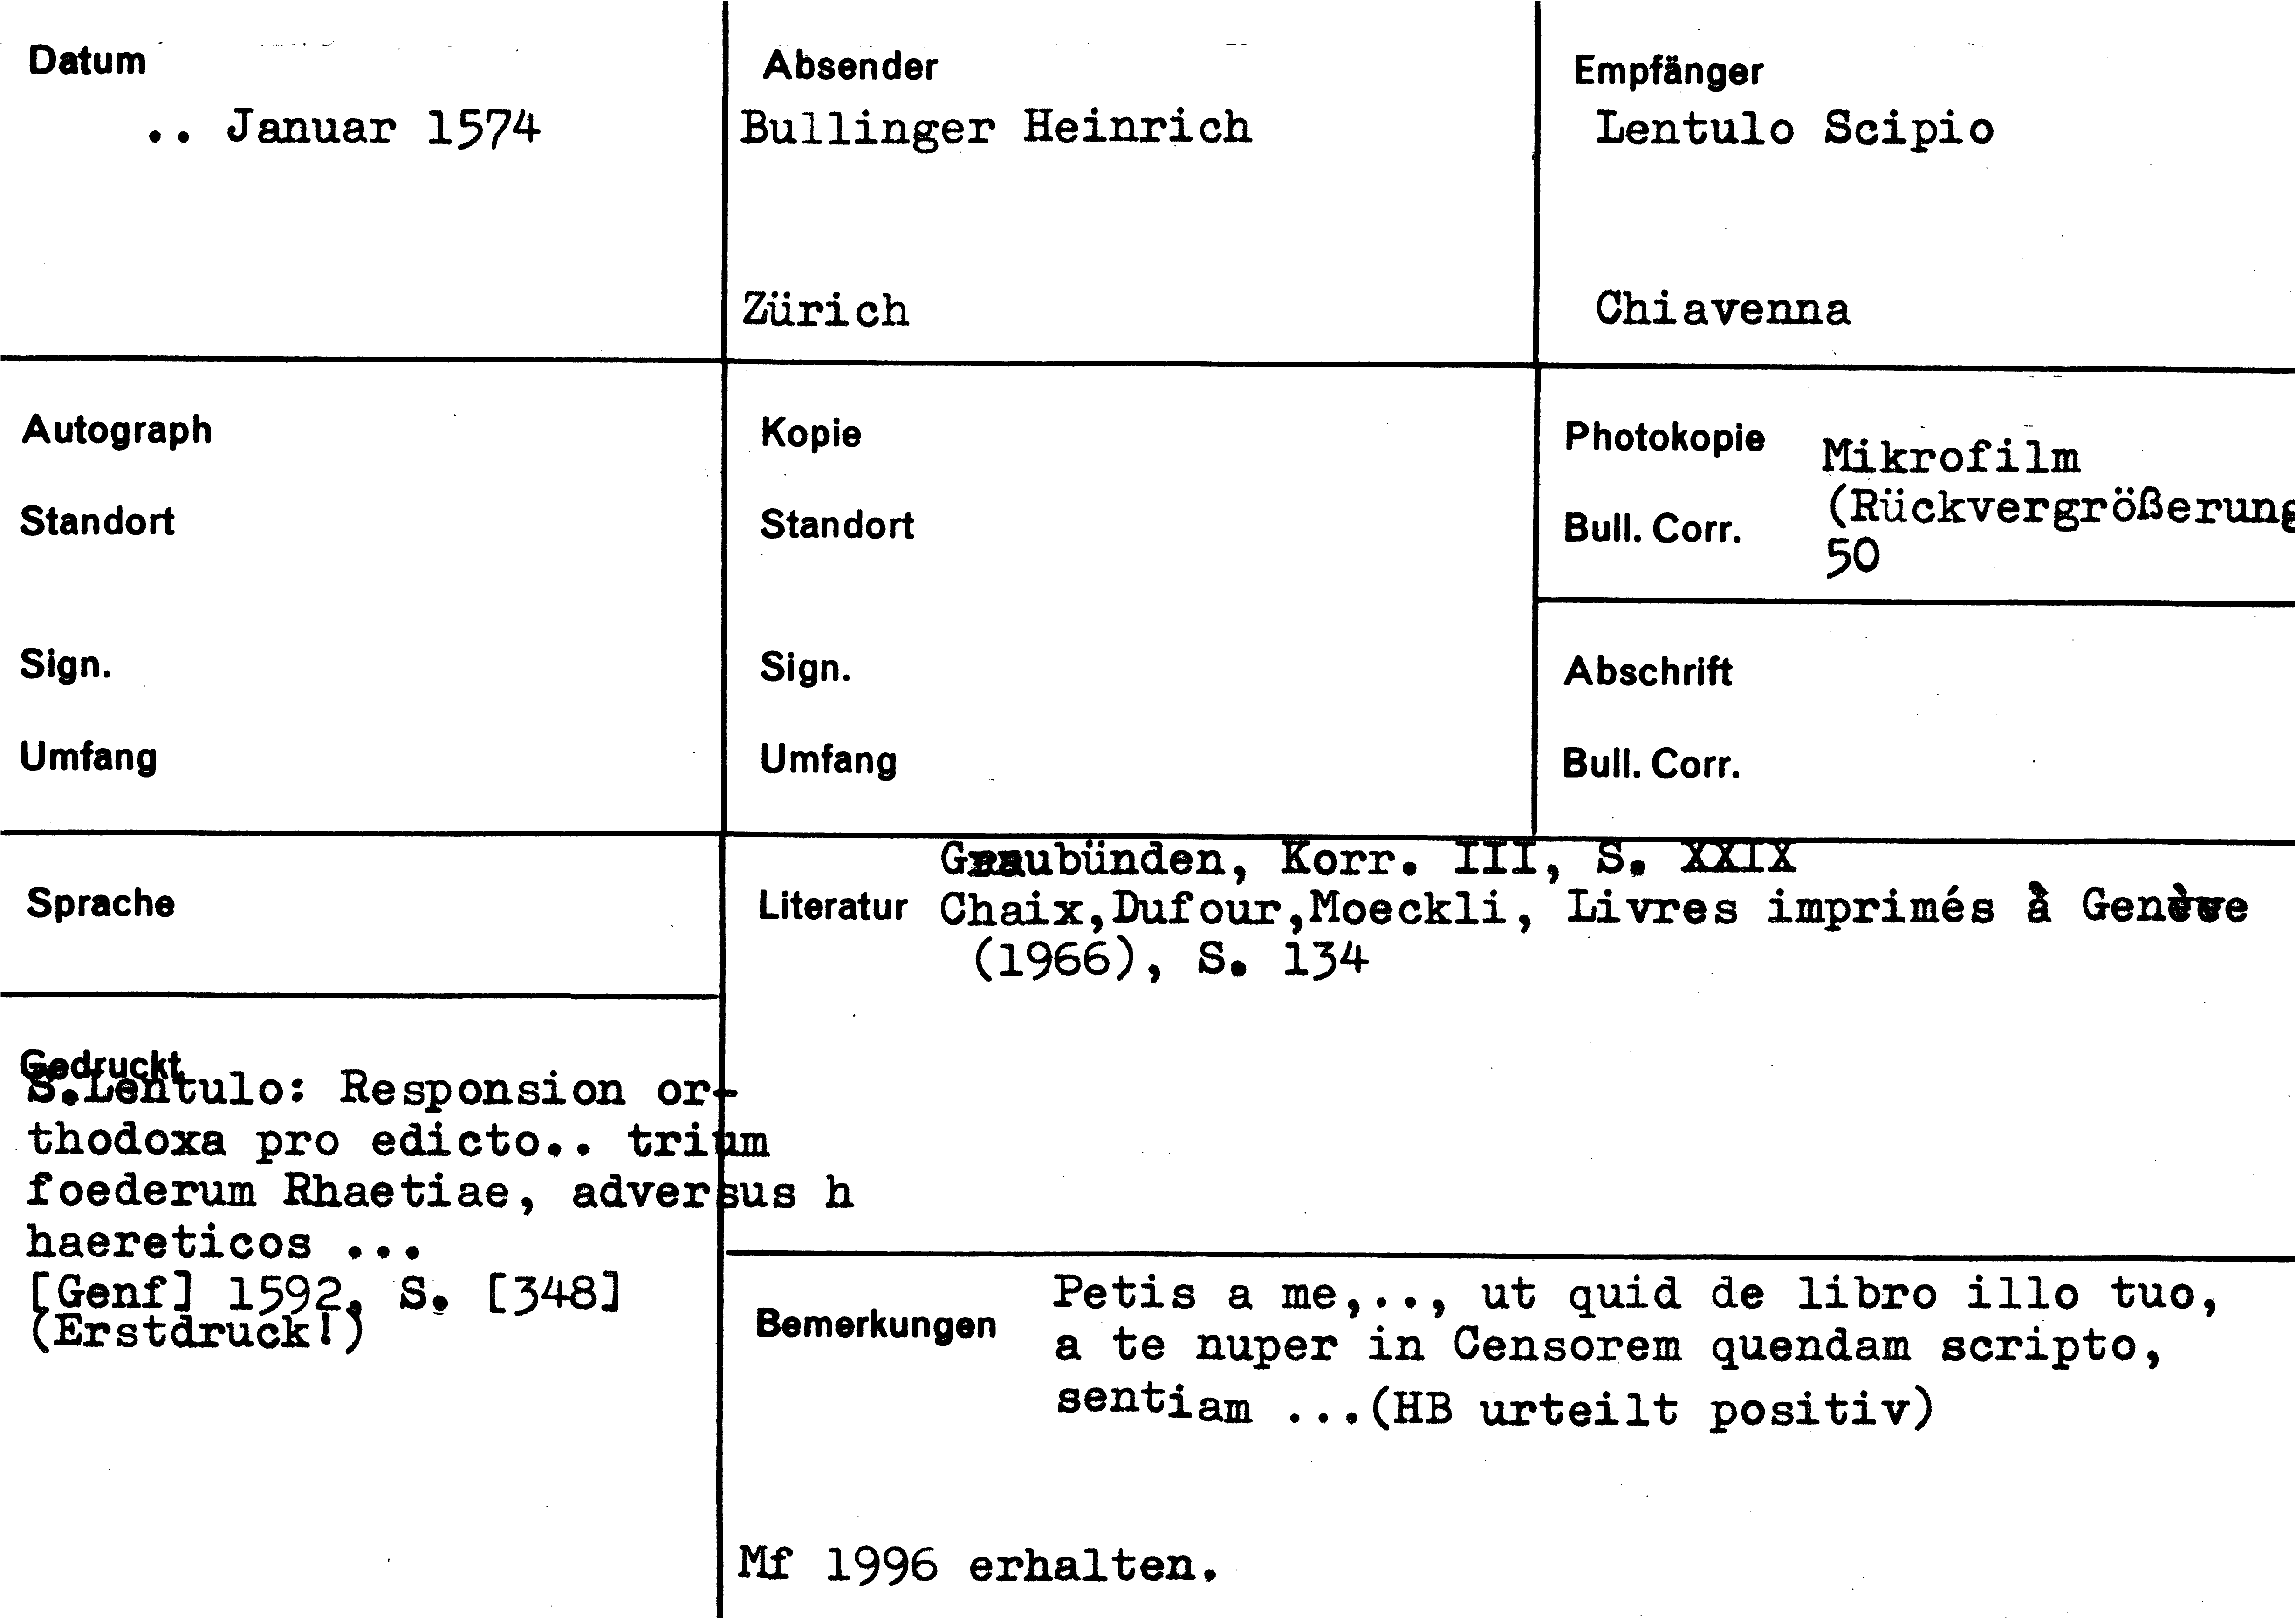 Datum
.. Januar 1574
Absender
Bullinger Heinrich
Zürich
Empfänger
Lentulo Scipio
Chiavenna
Autograph
Standort
Sign.
Umfang
Kopie
Standort
Sign.
Umfang
Photokopie Mikrofilm
(Rückvergrößerung
Bull. Corr.
50
Abschrift
Bull. Corr.
Sprache
Graubünden, Korr. III, S. XXIX
Literatur Chaix,Dufour,Moeckli, Livres imprimés à Genève
(1966), S. 134
Gedruckt
S.Lentulo: Responsion or-
thodoxa pro edicto.. trium
foederum Rhaetiae, adversus h
haereticos ...
[Genf] 1592, S. [348]
(Erstdruck!)
Bemerkungen
Petis a me,.., ut quid de libro illo tuo,
a te nuper in Censorem quendam scripto,
sentiam ...(HB urteilt positiv)
Mf 1996 erhalten.